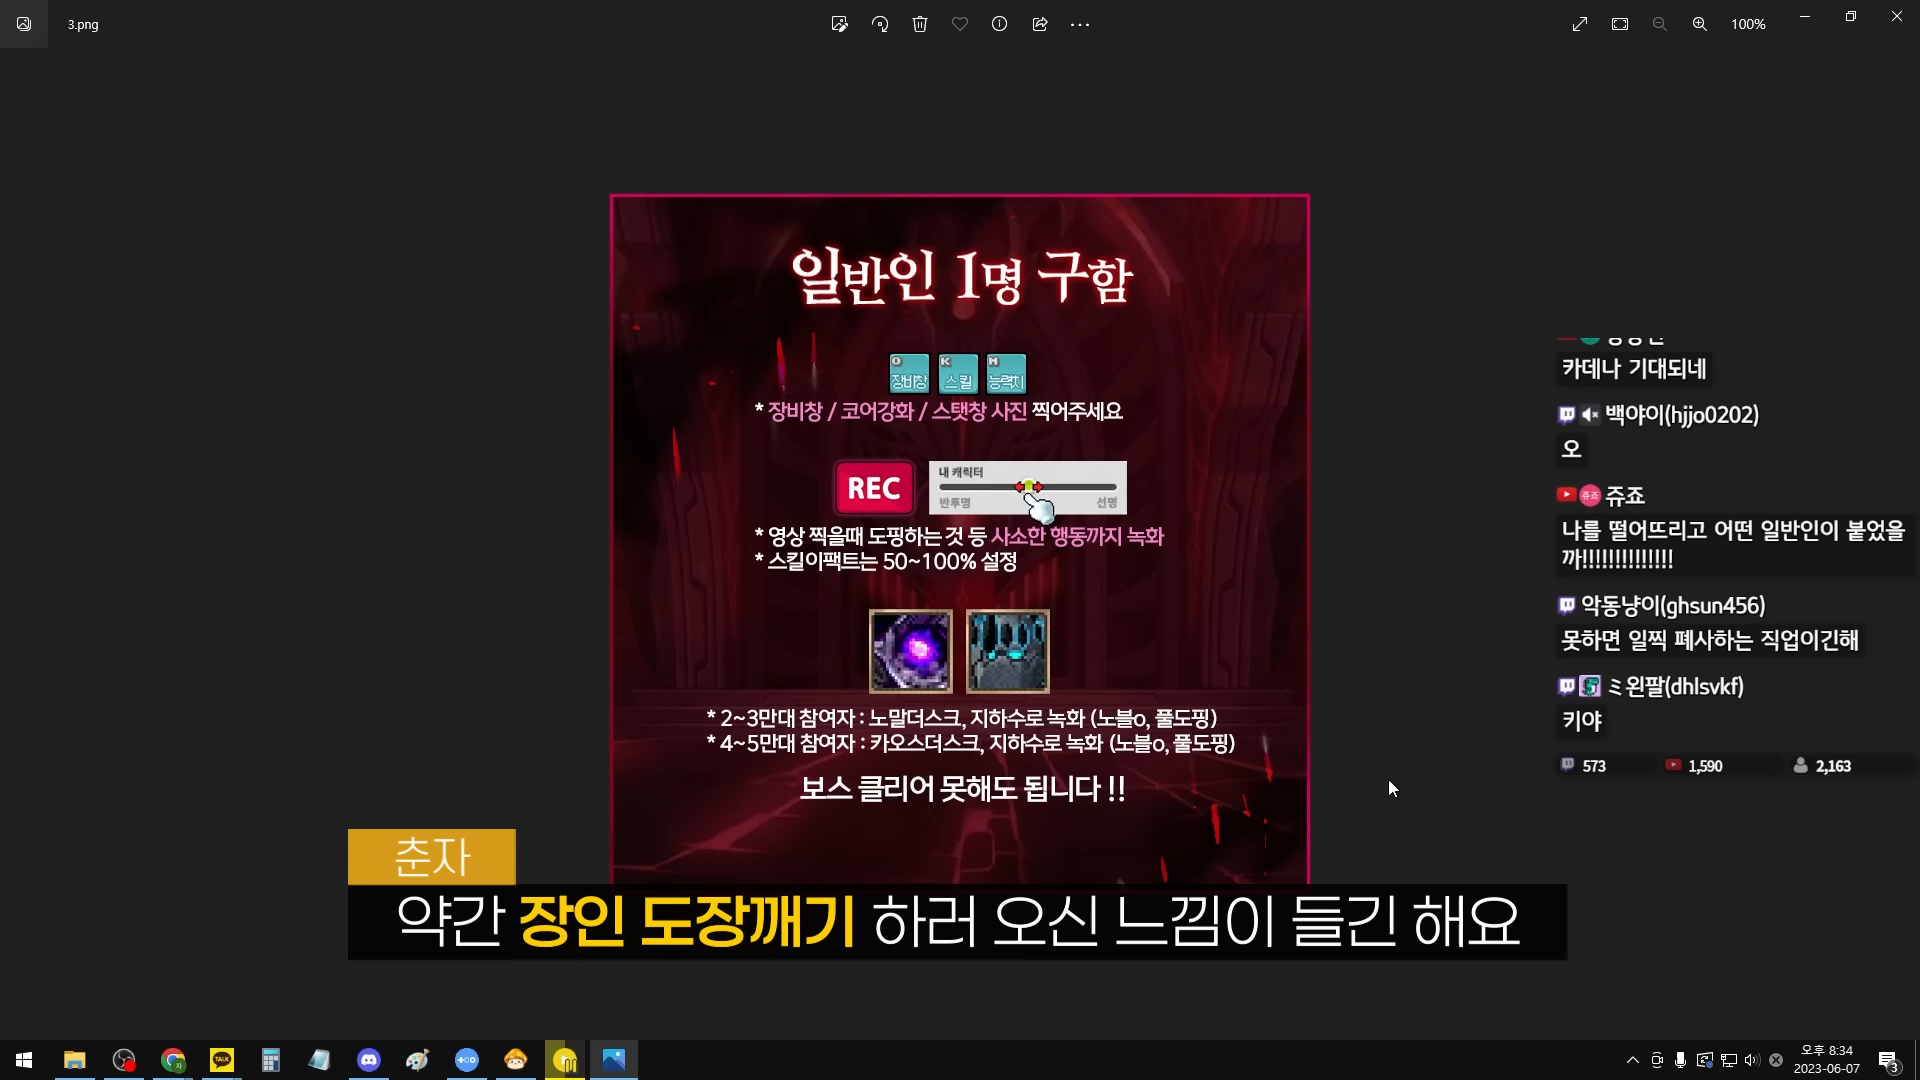 3.png
100%
일반인 1명 구함
O
장비창
K
스킬
M
능력치
* 장비창 / 코어강화 / 스탯창 사진 찍어주세요
REC
내 캐릭터
반투명
선명
* 영상 찍을때 도핑하는 것 등 사소한 행동까지 녹화
* 스킬이팩트는 50~100% 설정
* 2~3만대 참여자 : 노말더스크, 지하수로 녹화 (노블o, 풀도핑)
* 4~5만대 참여자 : 카오스더스크, 지하수로 녹화 (노블o, 풀도핑)
보스 클리어 못해도 됩니다 !!
카데나 기대되네
백야이(hjjo0202)
오
쥬죠
쥬죠
나를 떨어뜨리고 어떤 일반인이 붙었을
까!!!!!!!!!!!!!!
악동냥이(ghsun456)
못하면 일찍 폐사하는 직업이긴해
ミ왼팔(dhlsvkf)
키야
573
1,590
2,163
춘자
약간 장인 도장깨기 하러 오신 느낌이 들긴 해요
TALK
오후 8:34
2023-06-07
3